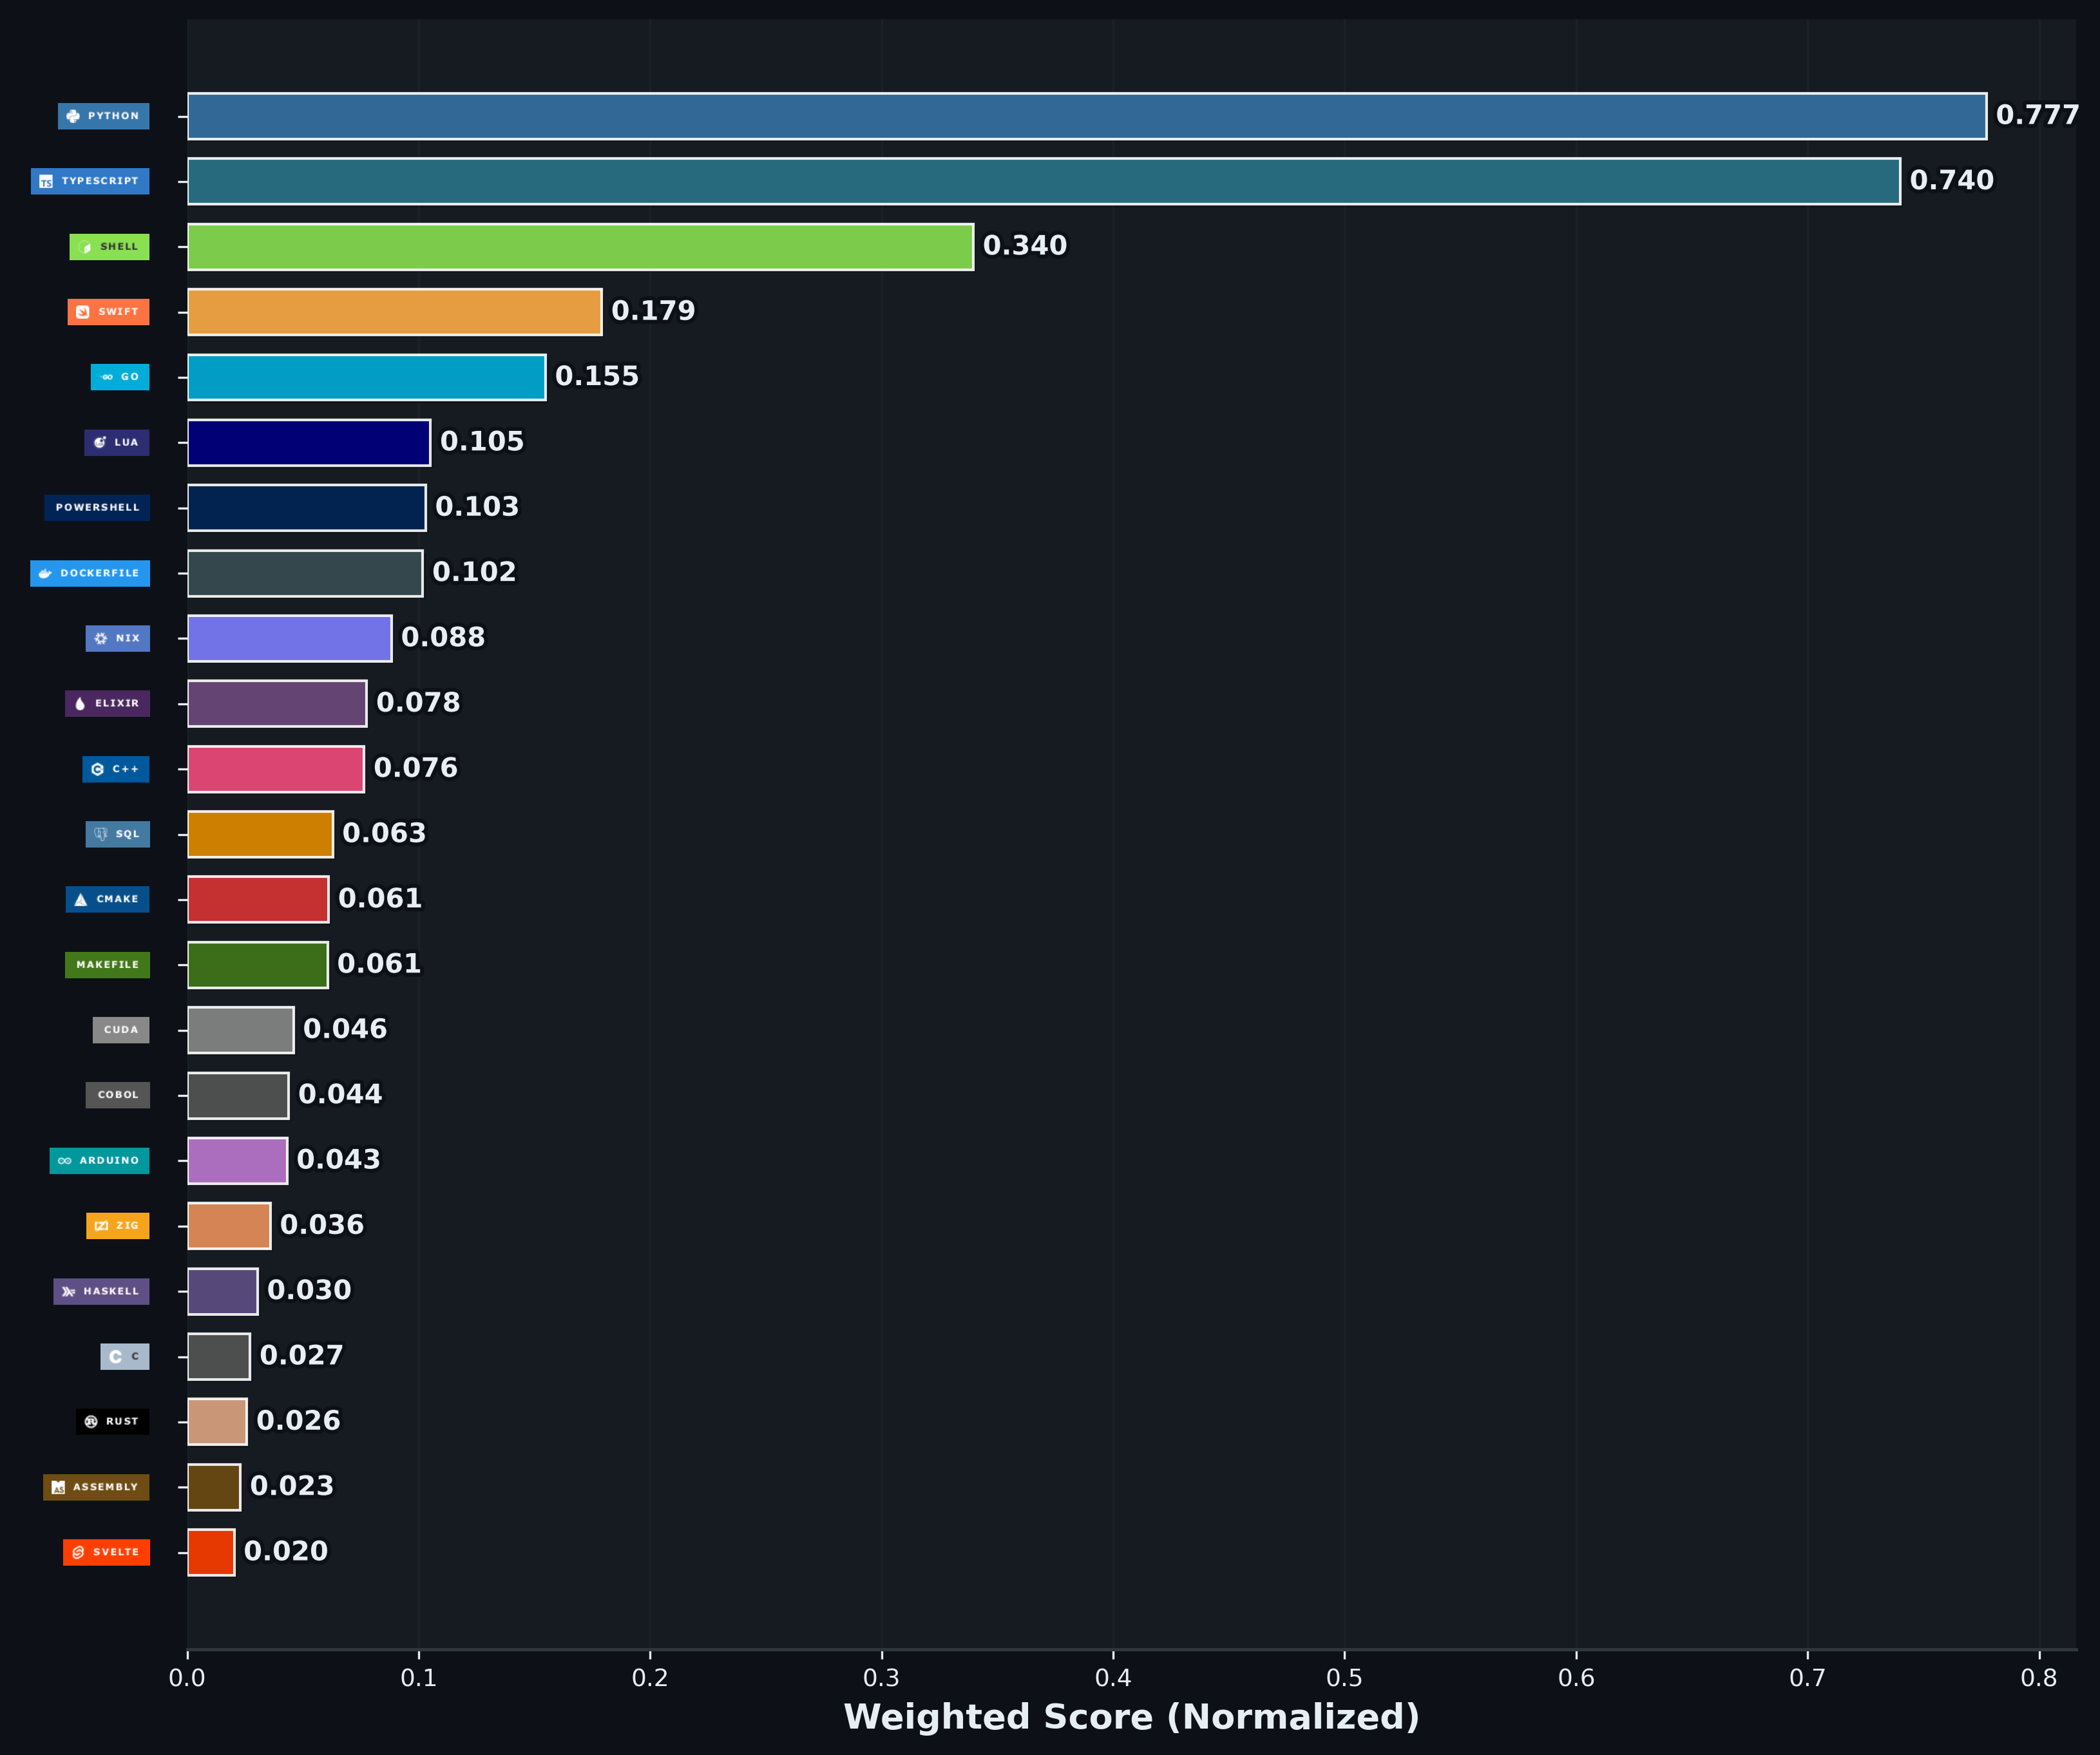 PYTHON 0.777
TYPESCRIPT 0.740
SHELL 0.340
SWIFT 0.179
GO 0.155
LUA 0.105
POWERSHELL 0.103
DOCKERFILE 0.102
NIX 0.088
ELIXIR 0.078
C++ 0.076
SQL 0.063
CMAKE 0.061
MAKEFILE 0.061
CUDA 0.046
COBOL 0.044
ARDUINO 0.043
ZIG 0.036
HASKELL 0.030
C 0.027
RUST 0.026
ASSEMBLY 0.023
SVELTE 0.020
0.0 0.1 0.2 0.3 0.4 0.5 0.6 0.7 0.8
Weighted Score (Normalized)